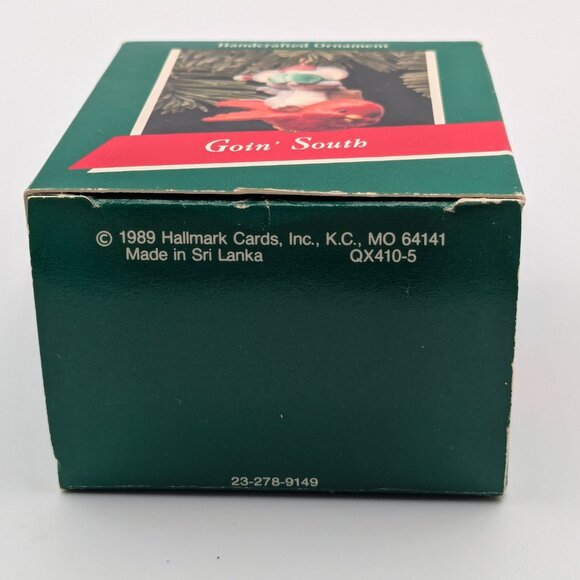 Handcrafted Ornament
Goin' South
© 1989 Hallmark Cards, Inc., K.C., MO 64141
Made in Sri Lanka QX410-5
23-278-9149